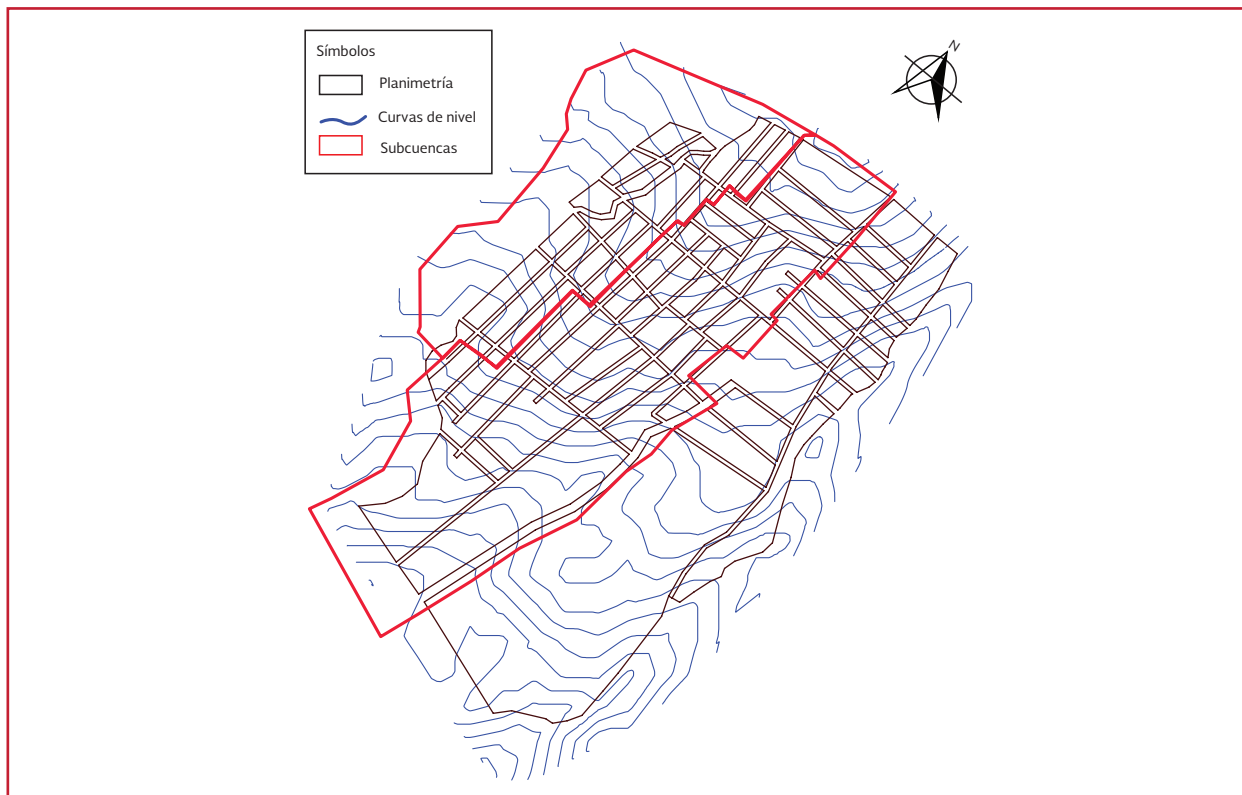 Símbolos
Planimetría
Curvas de nivel
Subcuencas
N